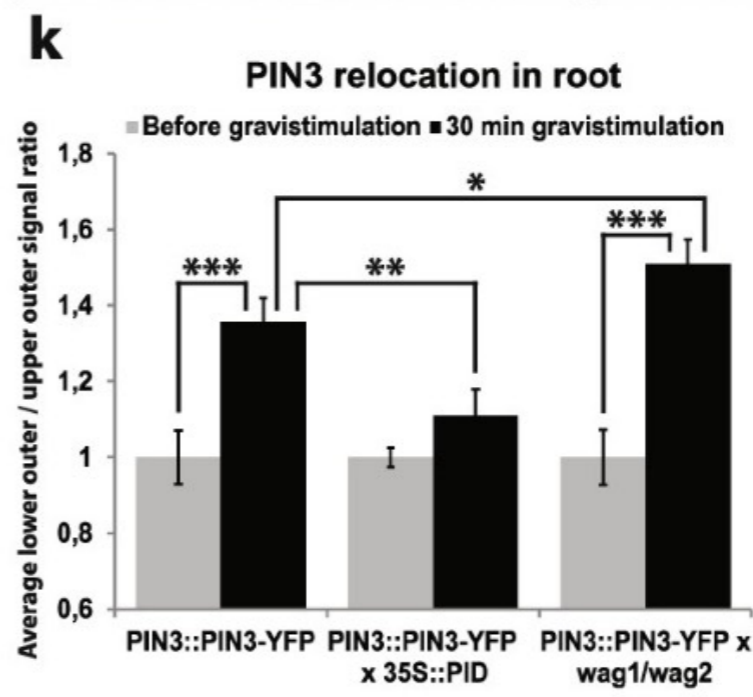 k
PIN3 relocation in root
Before gravistimulation 30 min gravistimulation
Average lower outer / upper outer signal ratio
1,8
1,6
1,4
1,2
1
0,8
0,6
*
***
**
***
PIN3::PIN3-YFP PIN3::PIN3-YFP PIN3::PIN3-YFP x
x 35S::PID wag1/wag2